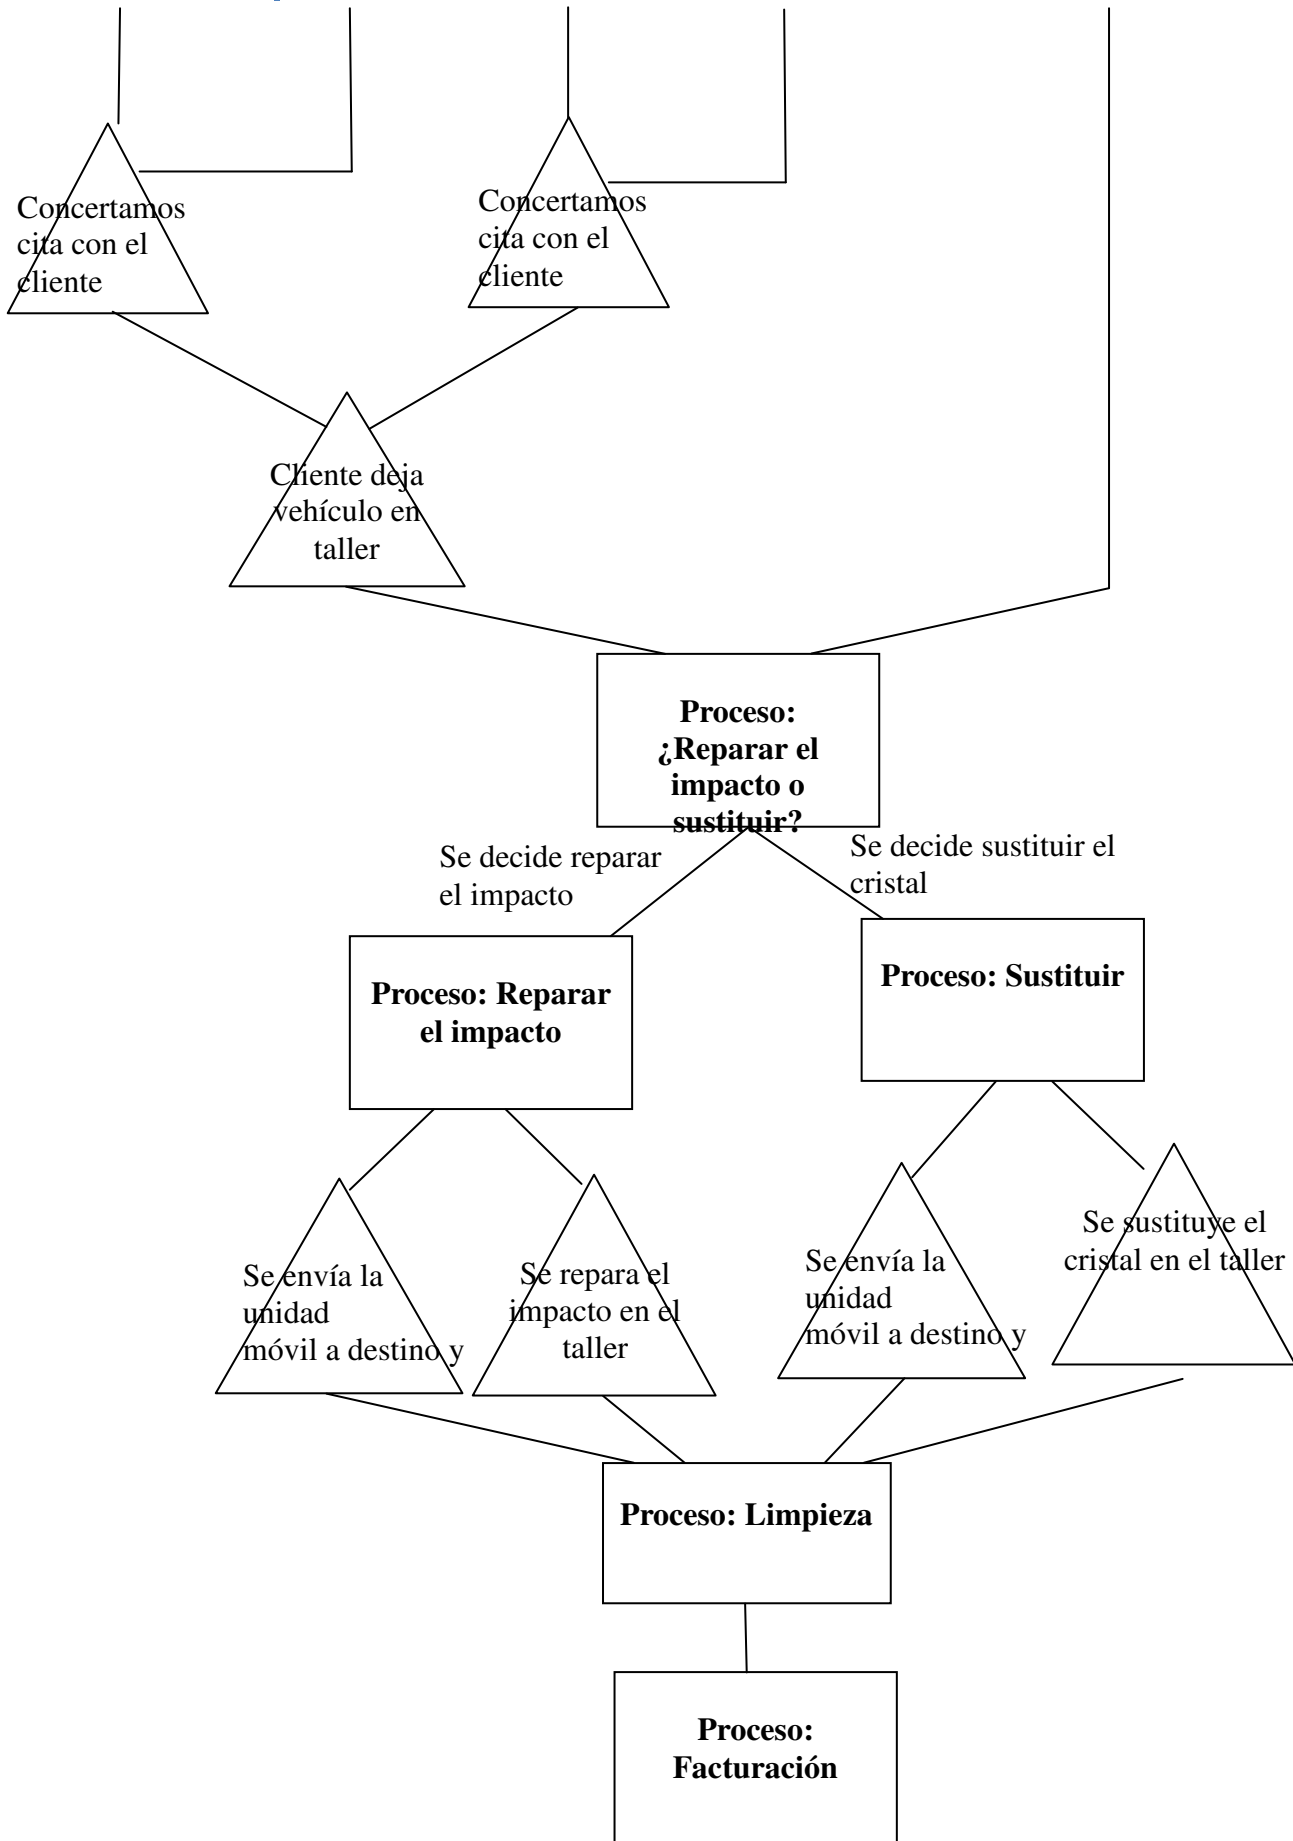 Concertamos
cita con el
cliente
Concertamos
cita con el
cliente
Cliente deja
vehículo en
taller
Proceso:
¿Reparar el
impacto o
sustituir?
Se decide reparar
el impacto
Se decide sustituir el
cristal
Proceso: Reparar
el impacto
Proceso: Sustituir
Se envía la
unidad
móvil a destino y
Se repara el
impacto en el
taller
Se envía la
unidad
móvil a destino y
Se sustituye el
cristal en el taller
Proceso: Limpieza
Proceso:
Facturación